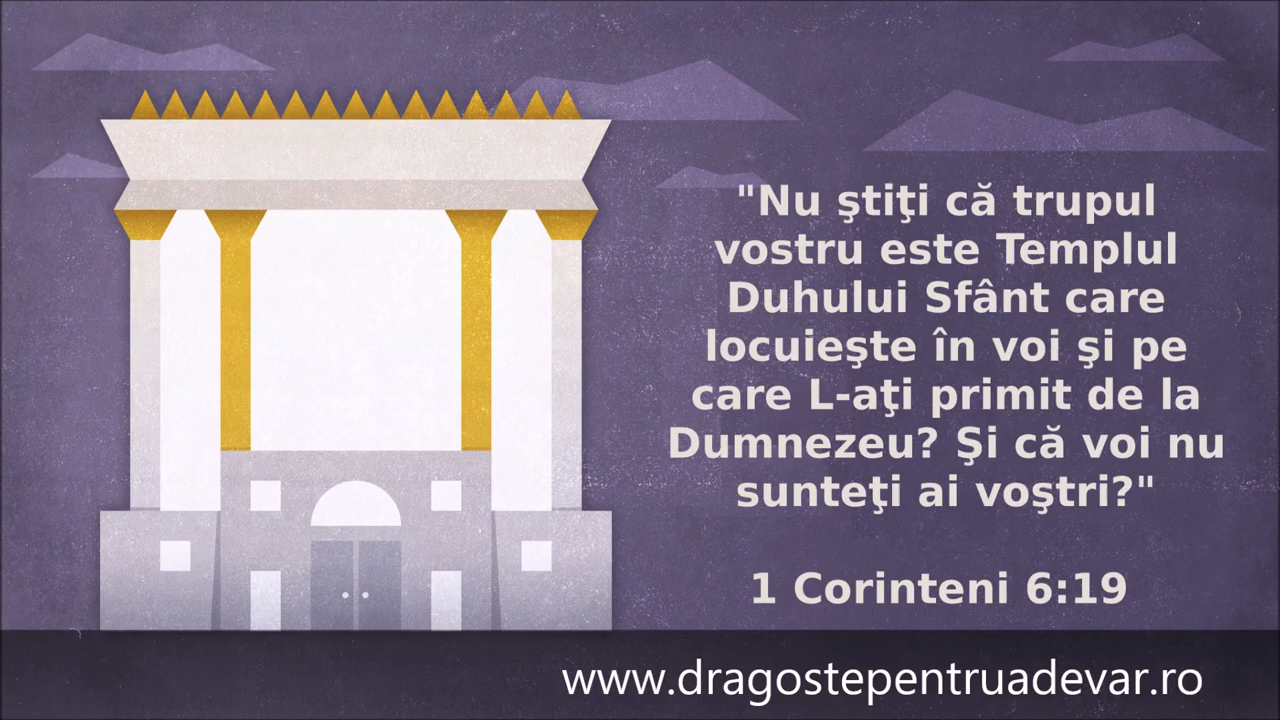 "Nu ştiţi că trupul
vostru este Templul
Duhului Sfânt care
locuieşte în voi şi pe
care L-aţi primit de la
Dumnezeu? Şi că voi nu
sunteţi ai voştri?"
1 Corinteni 6:19
www.dragostepentruadevar.ro